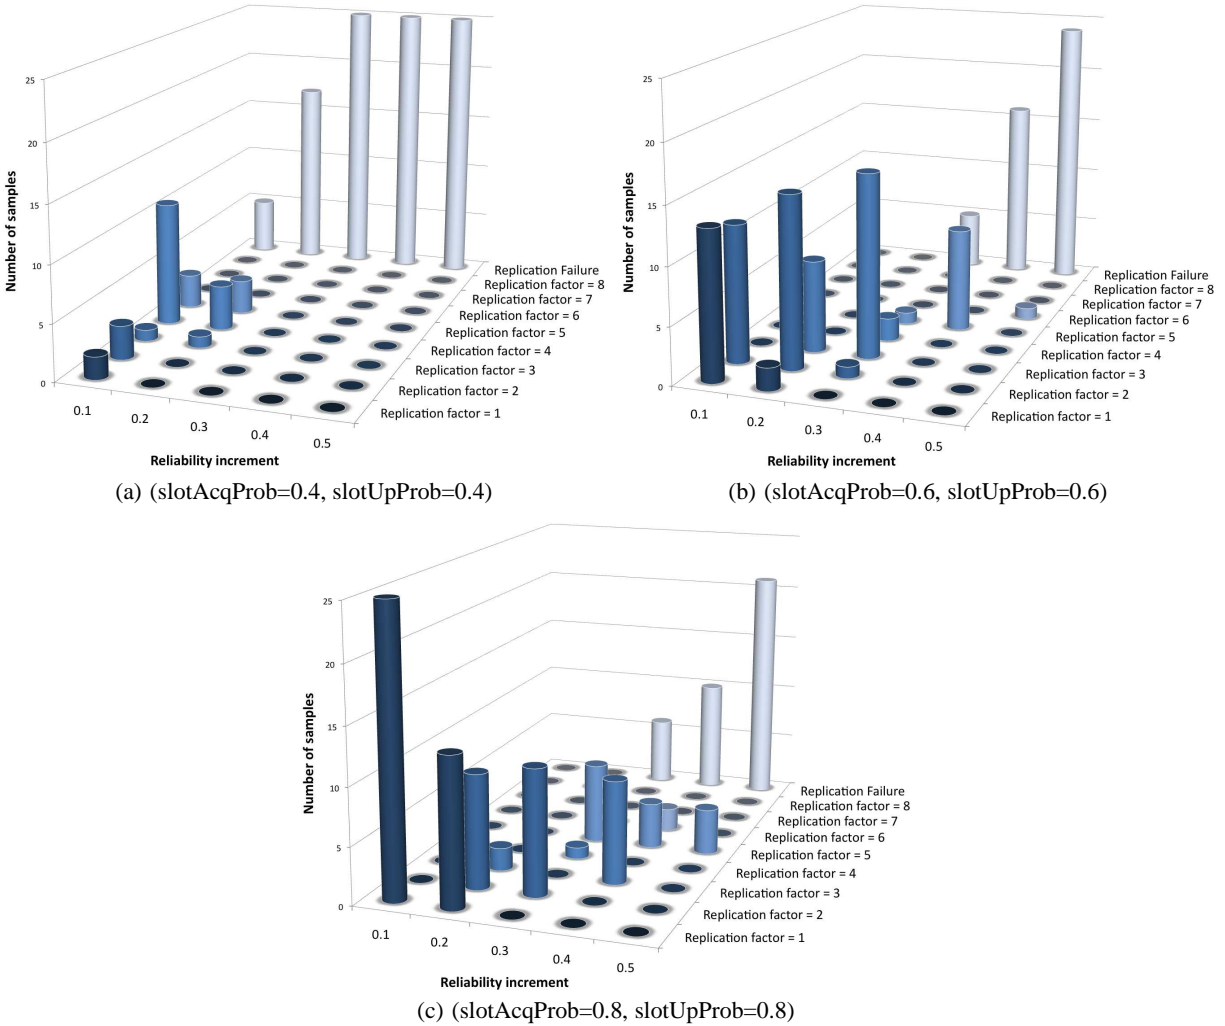 25
20
15
10
5
0
Number of samples
0.1
0.2
0.3
0.4
0.5
Reliability increment
Replication Failure
Replication factor = 8
Replication factor = 7
Replication factor = 6
Replication factor = 5
Replication factor = 4
Replication factor = 3
Replication factor = 2
Replication factor = 1
(a) (slotAcqProb=0.4, slotUpProb=0.4)
25
20
15
10
5
0
Number of samples
0.1
0.2
0.3
0.4
0.5
Reliability increment
Replication Failure
Replication factor = 8
Replication factor = 7
Replication factor = 6
Replication factor = 5
Replication factor = 4
Replication factor = 3
Replication factor = 2
Replication factor = 1
(b) (slotAcqProb=0.6, slotUpProb=0.6)
25
20
15
10
5
0
Number of samples
0.1
0.2
0.3
0.4
0.5
Reliability increment
Replication Failure
Replication factor = 8
Replication factor = 7
Replication factor = 6
Replication factor = 5
Replication factor = 4
Replication factor = 3
Replication factor = 2
Replication factor = 1
(c) (slotAcqProb=0.8, slotUpProb=0.8)